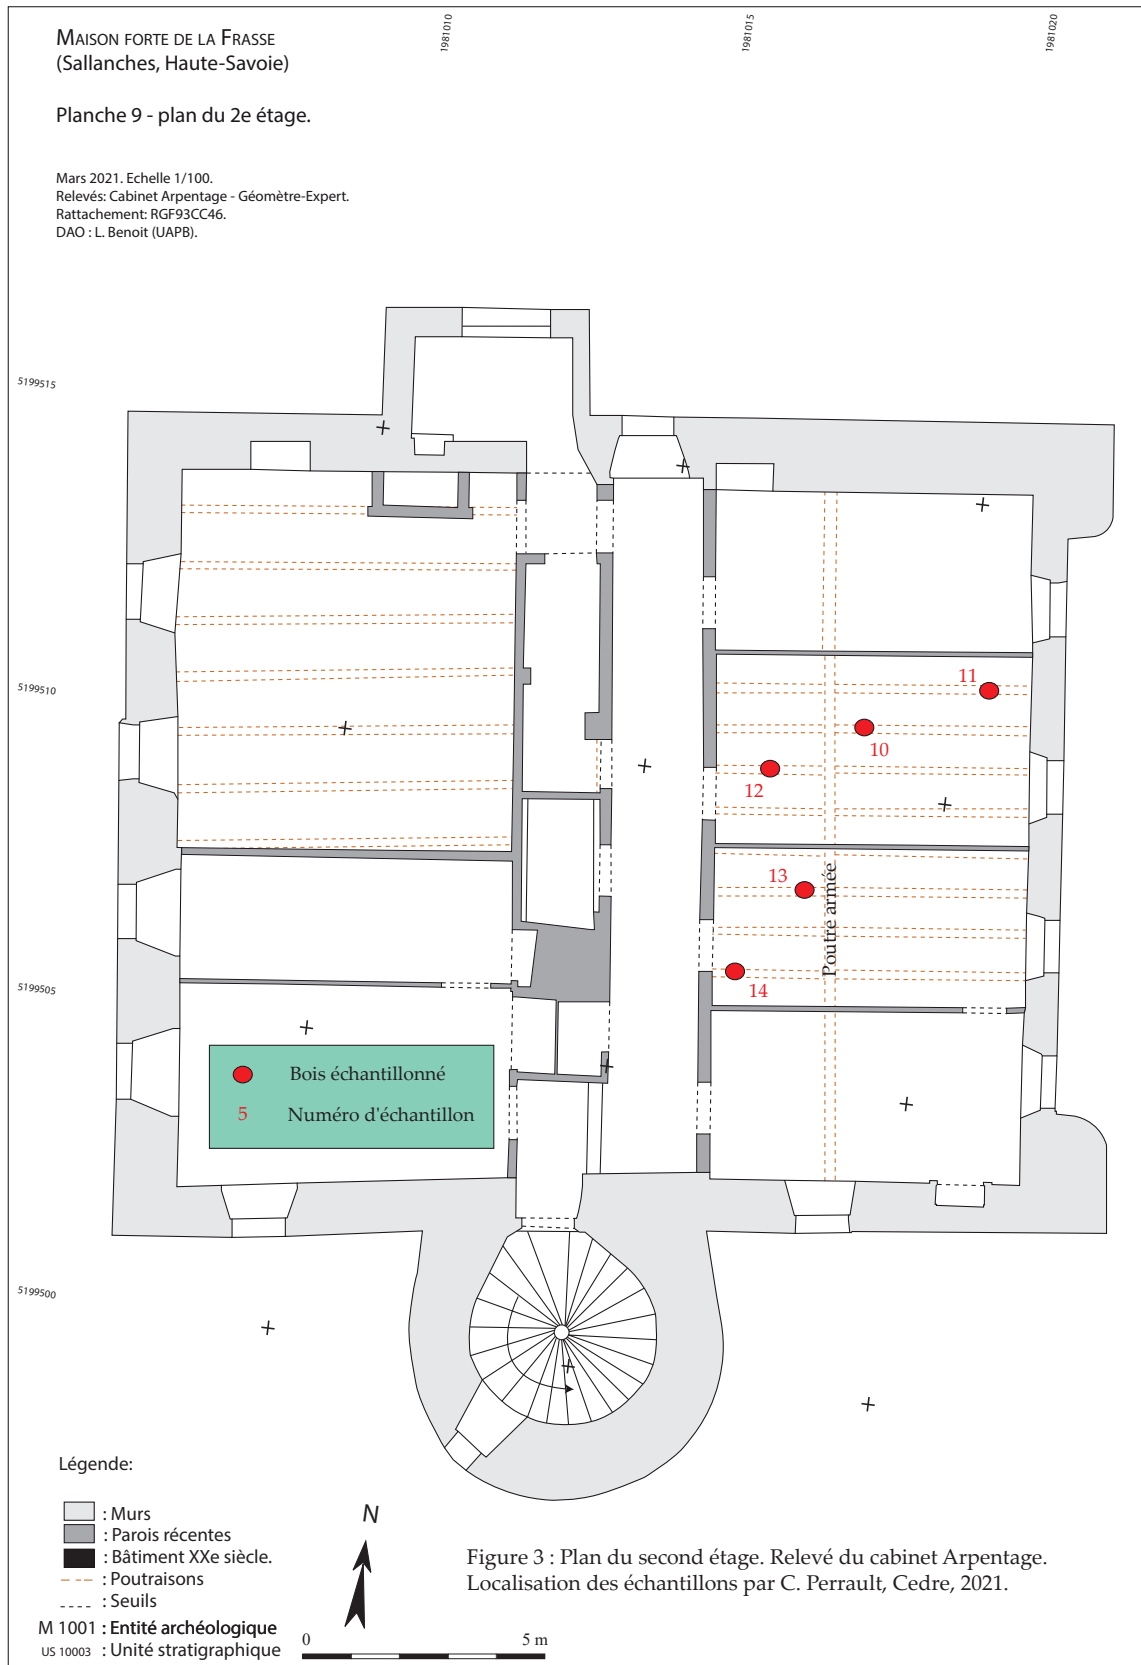 1981010
1981015
1981020
MAISON FORTE DE LA FRASSE
(Sallanches, Haute-Savoie)
Planche 9 - plan du 2e étage.
Mars 2021. Echelle 1/100.
Relevés: Cabinet Arpentage - Géomètre-Expert.
Rattachement: RGF93CC46.
DAO : L. Benoit (UAPB).
5199515
5199510
11
10
12
13
Poutre armée
14
5199505
Bois échantillonné
5 Numéro d'échantillon
5199500
Légende:
: Murs
: Parois récentes
: Bâtiment XXe siècle.
: Poutraisons
: Seuils
M 1001 : Entité archéologique
US 10003 : Unité stratigraphique
N
0 5 m
Figure 3 : Plan du second étage. Relevé du cabinet Arpentage.
Localisation des échantillons par C. Perrault, Cedre, 2021.